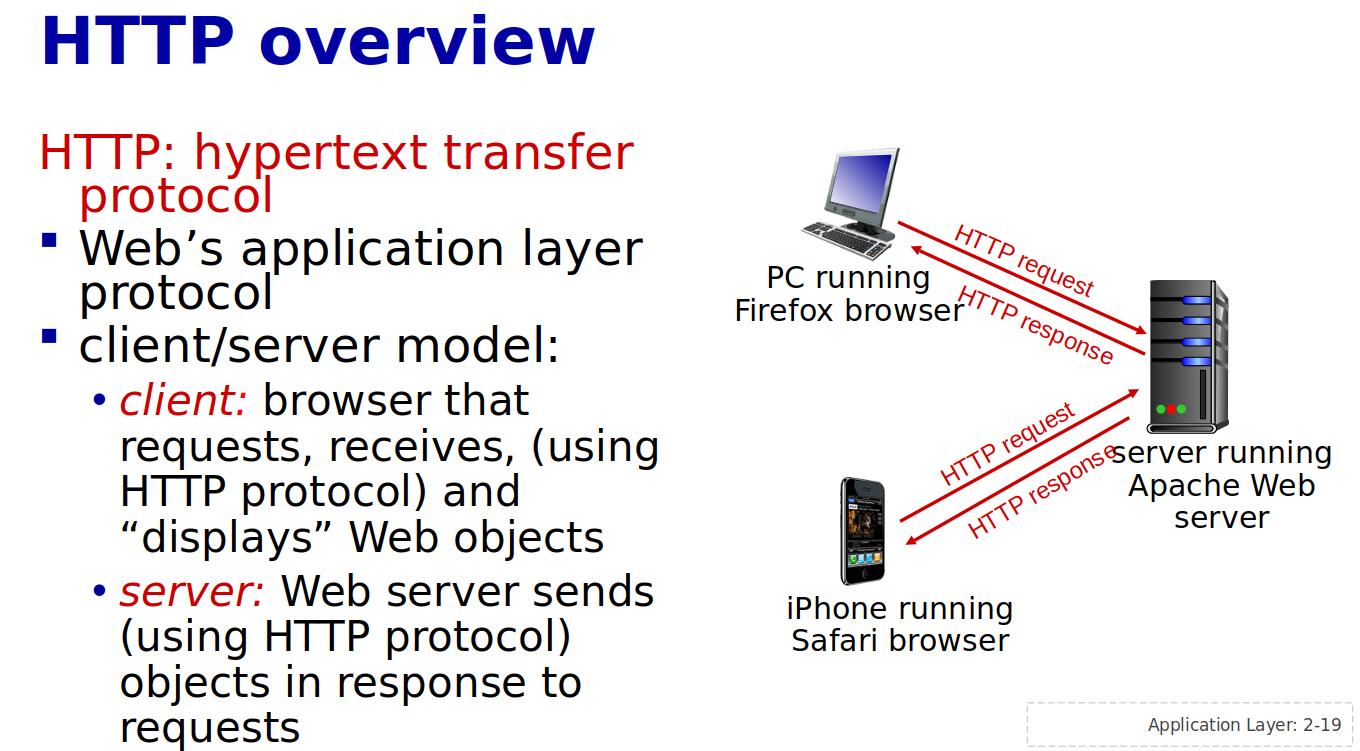 HTTP overview
HTTP: hypertext transfer
protocol
Web’s application layer
protocol
client/server model:
client: browser that
requests, receives, (using
HTTP protocol) and
“displays” Web objects
server: Web server sends
(using HTTP protocol)
objects in response to
requests
PC running
Firefox browser
HTTP request
HTTP response
HTTP request
HTTP response
server running
Apache Web
server
iPhone running
Safari browser
Application Layer: 2-19